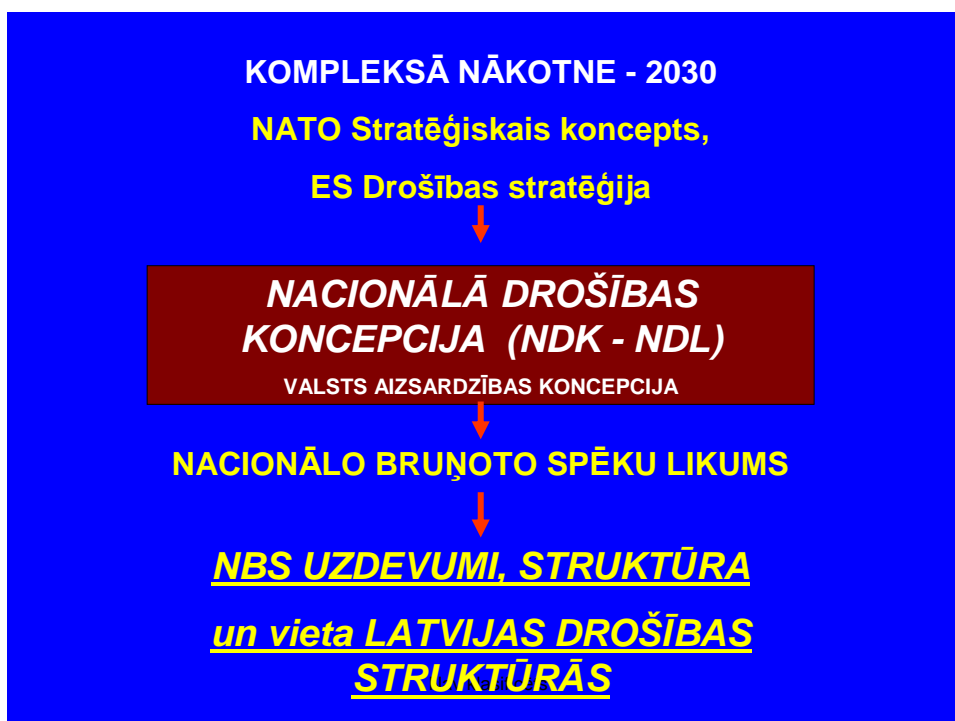 KOMPLEKSĀ NĀKOTNE - 2030
NATO Stratēģiskais koncepts,
ES Drošības stratēģija
NACIONĀLĀ DROŠĪBAS
KONCEPCIJA (NDK - NDL)
VALSTS AIZSARDZĪBAS KONCEPCIJA
NACIONĀLO BRUŅOTO SPĒKU LIKUMS
NBS UZDEVUMI, STRUKTŪRA
un vieta LATVIJAS DROŠĪBAS
STRUKTŪRĀS